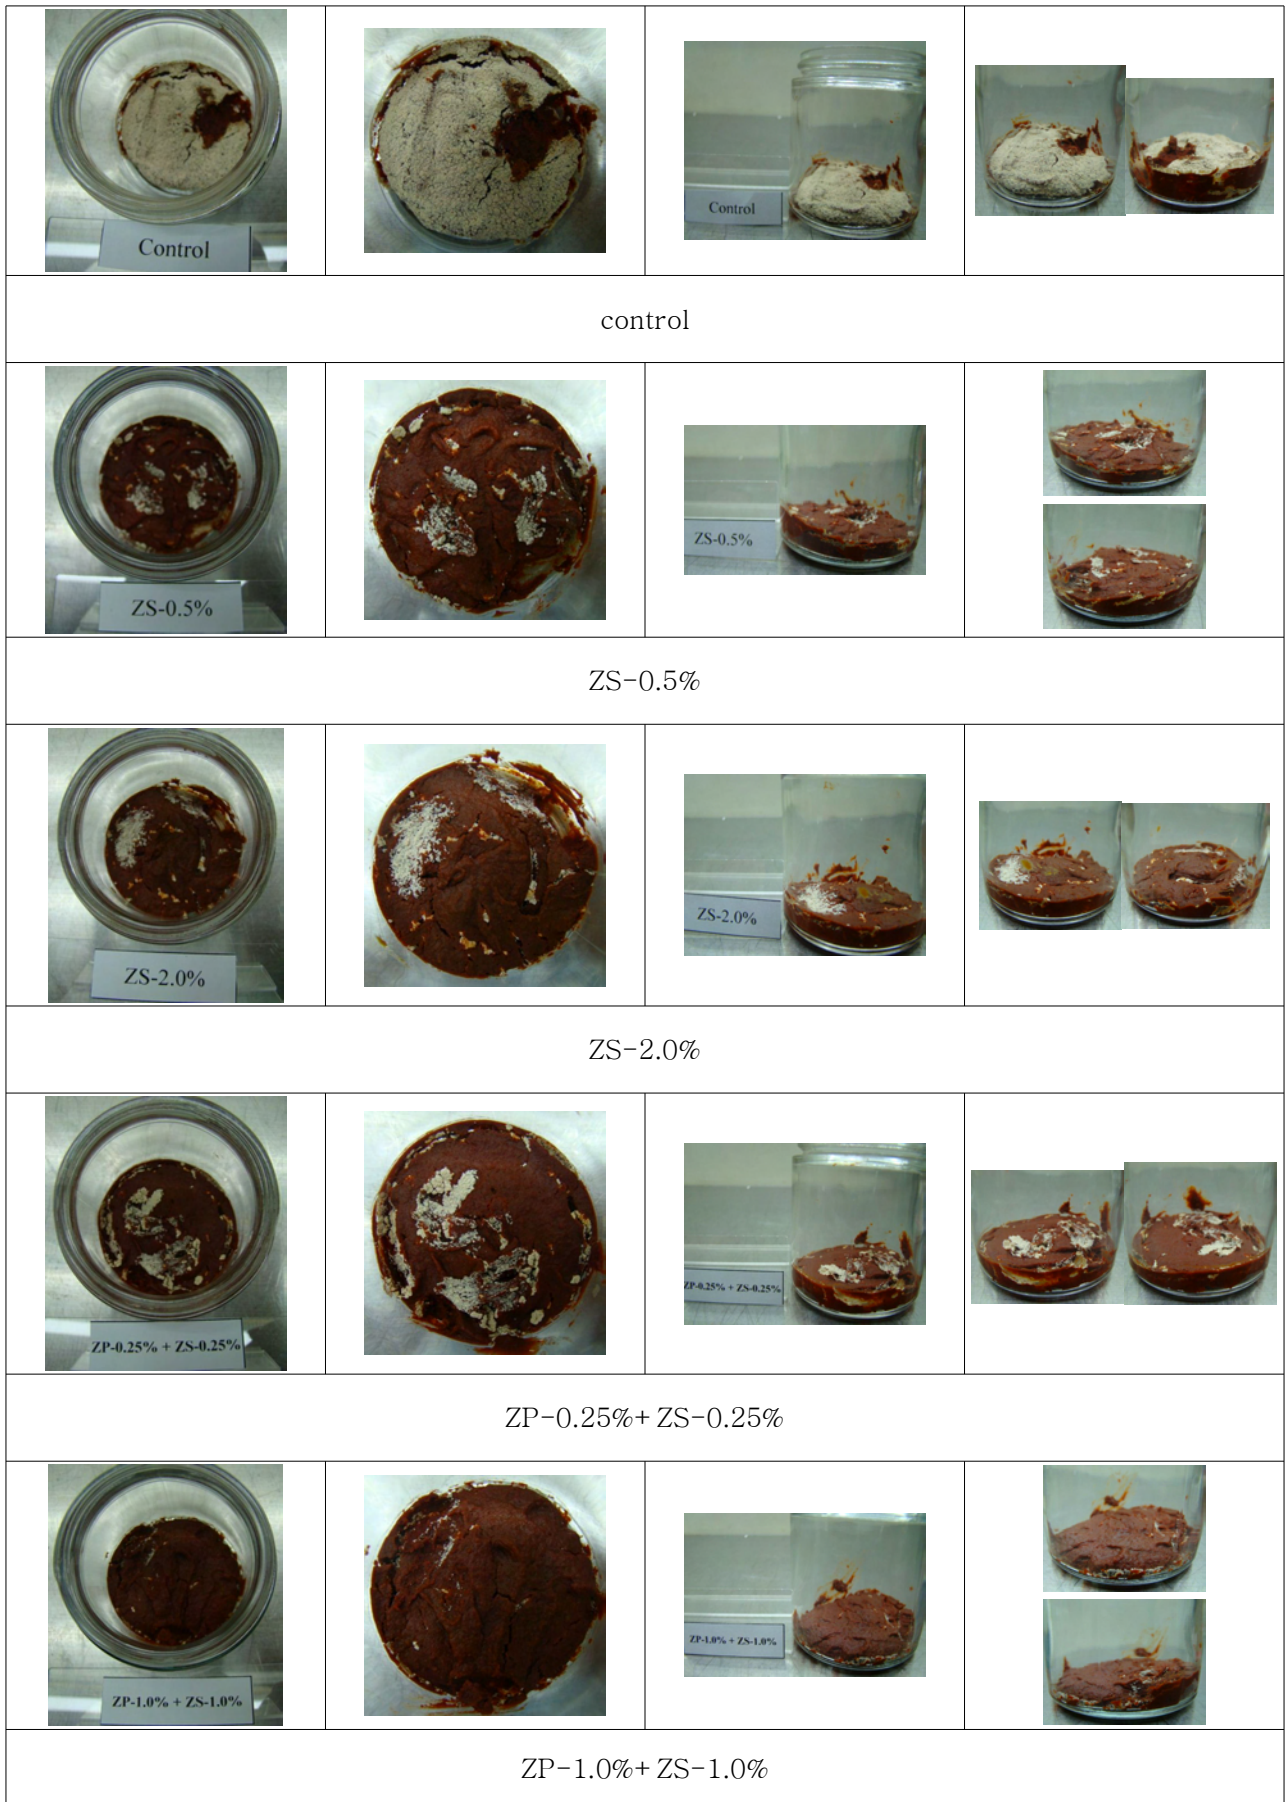 Control
Control
control
ZS-0.5%
ZS-0.5%
ZS-0.5%
ZS-2.0%
ZS-2.0%
ZS-2.0%
ZP-0.25% + ZS-0.25%
ZP-0.25% + ZS-0.25%
ZP-0.25%+ ZS-0.25%
ZP-1.0% + ZS-1.0%
ZP-1.0% + ZS-1.0%
ZP-1.0%+ ZS-1.0%